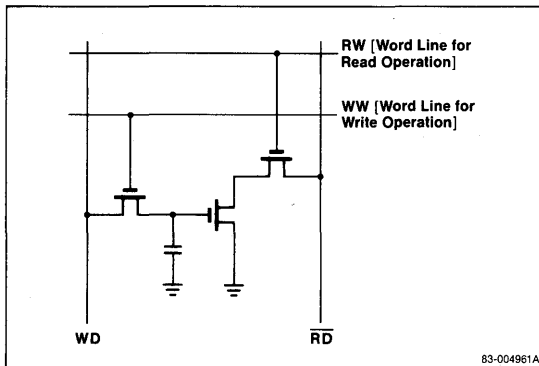 RW [Word Line for
Read Operation]
WW [Word Line for
Write Operation]
WD
RD
83-004961A